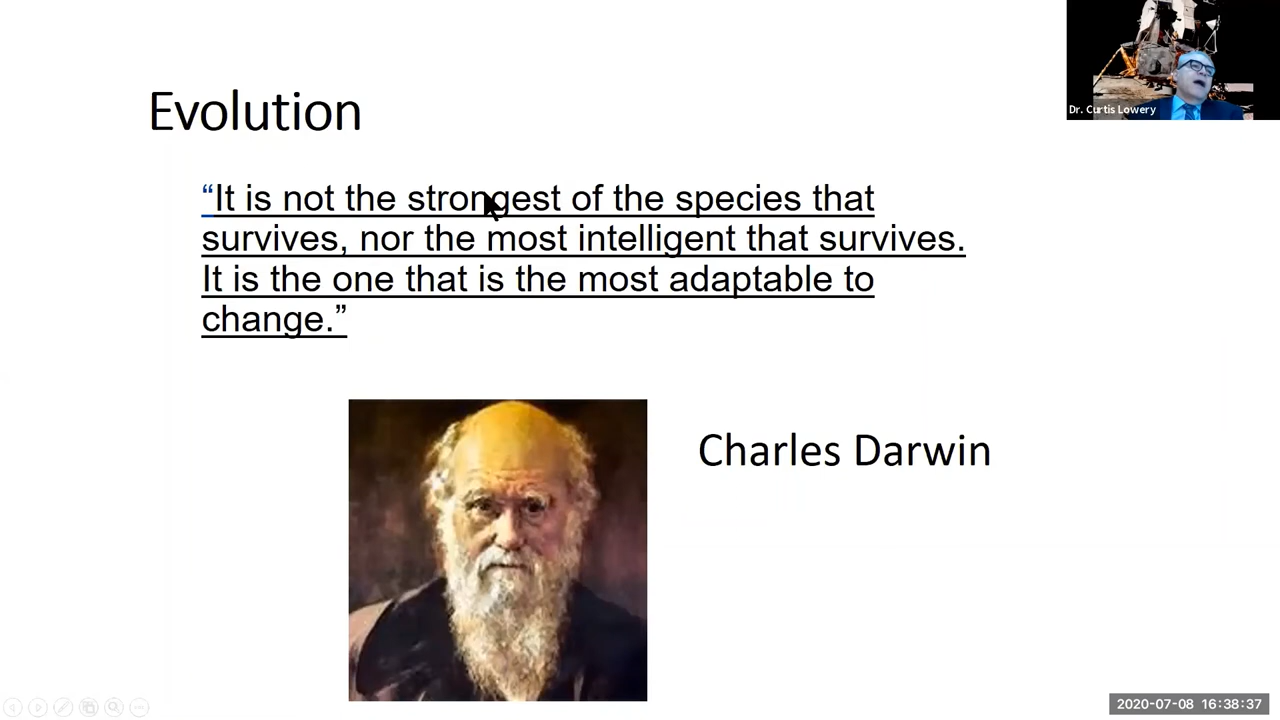 Evolution
“It is not the strongest of the species that
survives, nor the most intelligent that survives.
It is the one that is the most adaptable to
change.”
Charles Darwin
Dr. Curtis Lowery
2020-07-08 16:38:37